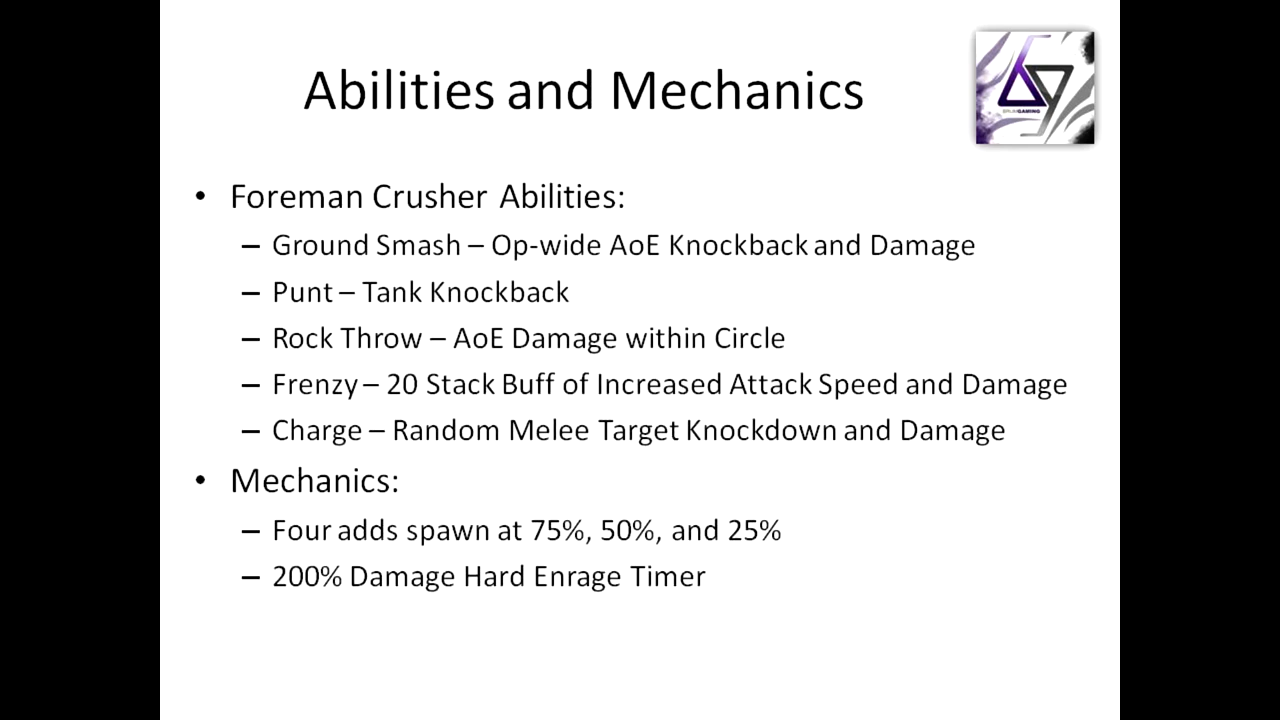 Abilities and Mechanics
• Foreman Crusher Abilities:
– Ground Smash – Op-wide AoE Knockback and Damage
– Punt – Tank Knockback
– Rock Throw – AoE Damage within Circle
– Frenzy – 20 Stack Buff of Increased Attack Speed and Damage
– Charge – Random Melee Target Knockdown and Damage
• Mechanics:
– Four adds spawn at 75%, 50%, and 25%
– 200% Damage Hard Enrage Timer